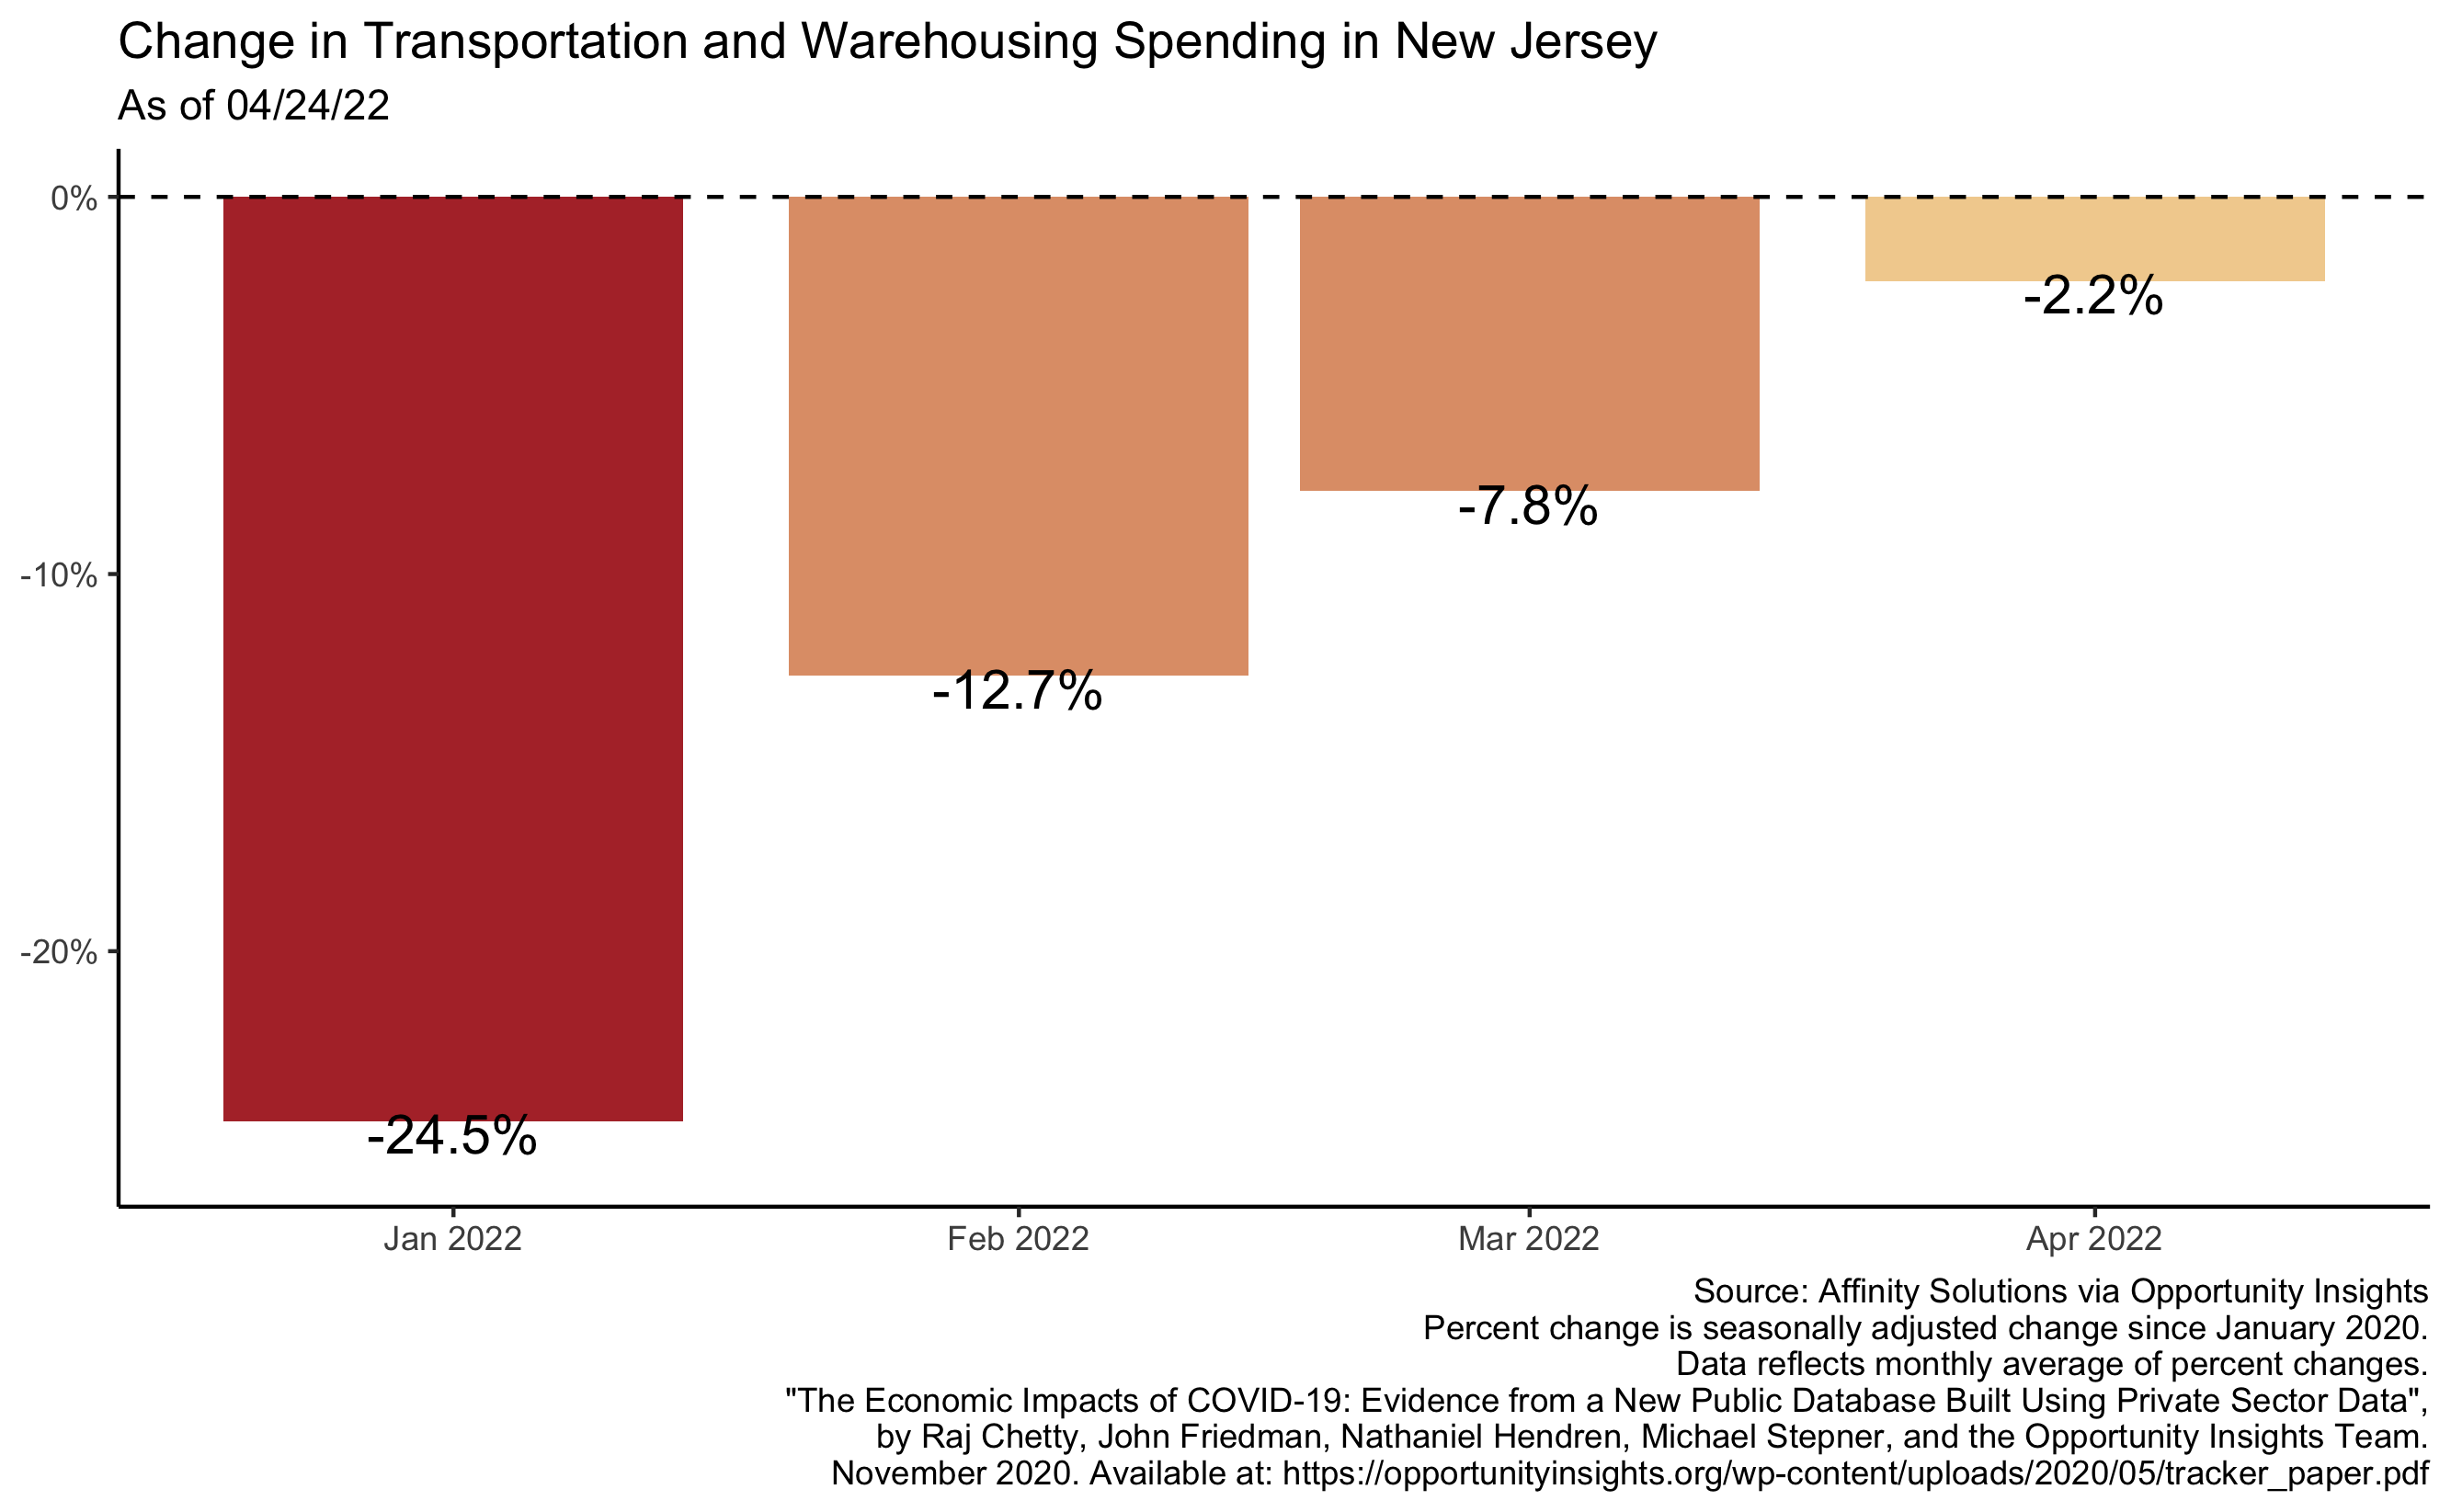 Change in Transportation and Warehousing Spending in New Jersey
As of 04/24/22
0%
-10%
-20%
-24.5%
-12.7%
-7.8%
-2.2%
Jan 2022
Feb 2022
Mar 2022
Apr 2022
Source: Affinity Solutions via Opportunity Insights
Percent change is seasonally adjusted change since January 2020.
Data reflects monthly average of percent changes.
"The Economic Impacts of COVID-19: Evidence from a New Public Database Built Using Private Sector Data",
by Raj Chetty, John Friedman, Nathaniel Hendren, Michael Stepner, and the Opportunity Insights Team.
November 2020. Available at: https://opportunityinsights.org/wp-content/uploads/2020/05/tracker_paper.pdf